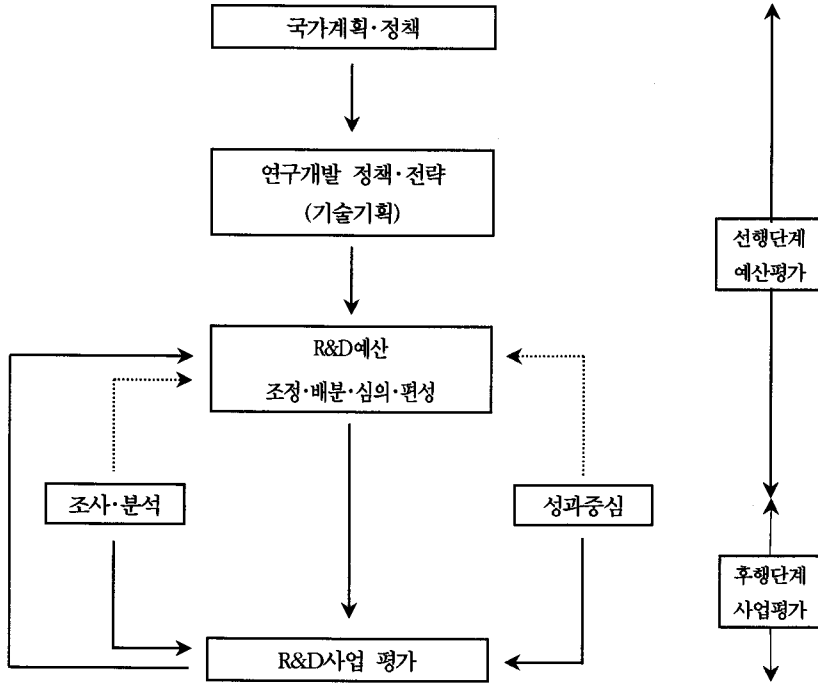 국가계획·정책
연구개발 정책·전략
(기술기획)
선행단계
예산평가
R&D예산
조정·배분·심의·편성
조사·분석
성과중심
후행단계
사업평가
R&D사업 평가